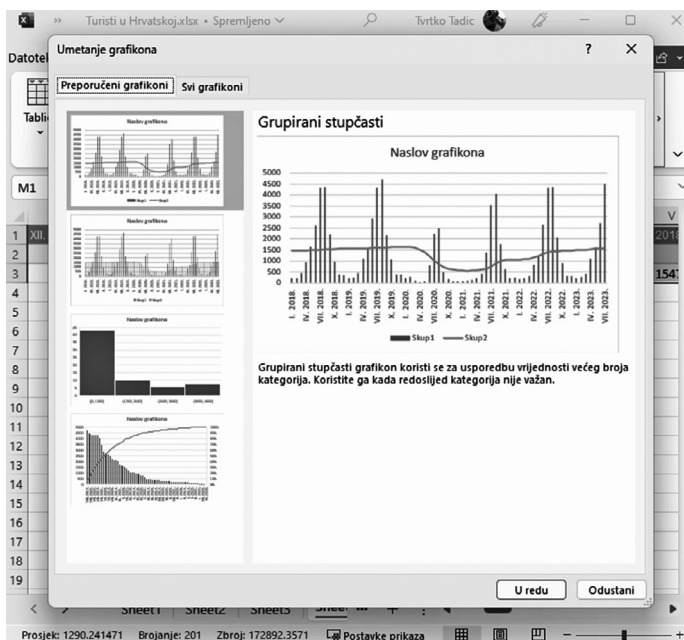 Turisti u Hrvatskoj.xlsx • Spremljeno
Tvrtko Tadic
Umetanje grafikona
?
Datotek
Preporučeni grafikoni
Svi grafikoni
Tablic
M1
Naslov grafikona
Skup1 Skup2
Naslov grafikona
Skup1 Skup2
Naslov grafikona
Naslov grafikona
Grupirani stupčasti
Naslov grafikona
5000
4500
4000
3500
3000
2500
2000
1500
1000
500
0
I. 2018.
IV. 2018.
VII. 2018.
X. 2018.
I. 2019.
IV. 2019.
VII. 2019.
X. 2019.
I. 2020.
IV. 2020.
VII. 2020.
X. 2020.
I. 2021.
IV. 2021.
VII. 2021.
X. 2021.
I. 2022.
IV. 2022.
VII. 2022.
X. 2022.
I. 2023.
IV. 2023.
VII. 2023.
Skup1 Skup2
Grupirani stupčasti grafikon koristi se za usporedbu vrijednosti većeg broja
kategorija. Koristite ga kada redoslijed kategorija nije važan.
V
1 XII. 2018
2
3 1547
4
5
6
7
8
9
10
11
12
13
14
15
16
17
18
19
U redu
Odustani
Sheet1 Sheet2 Sheet3
Prosjek: 1290.241471 Brojanje: 201 Zbroj: 172892.3571 Postavke prikaza